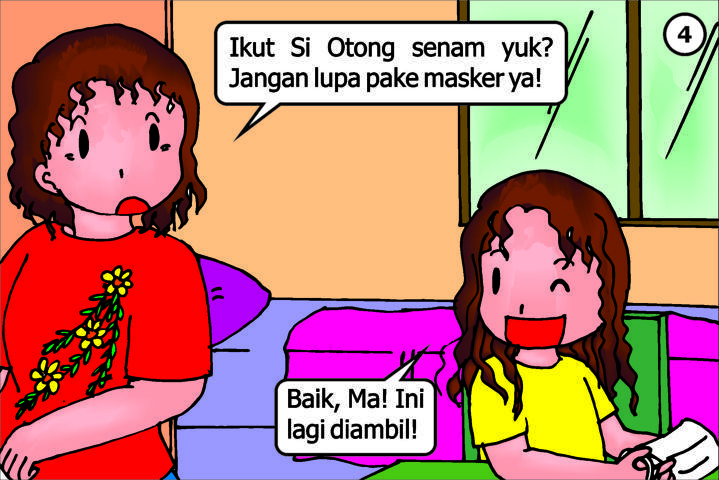 Ikut Si Otong senam yuk?
Jangan lupa pake masker ya!
4
Baik, Ma! Ini
lagi diambil!